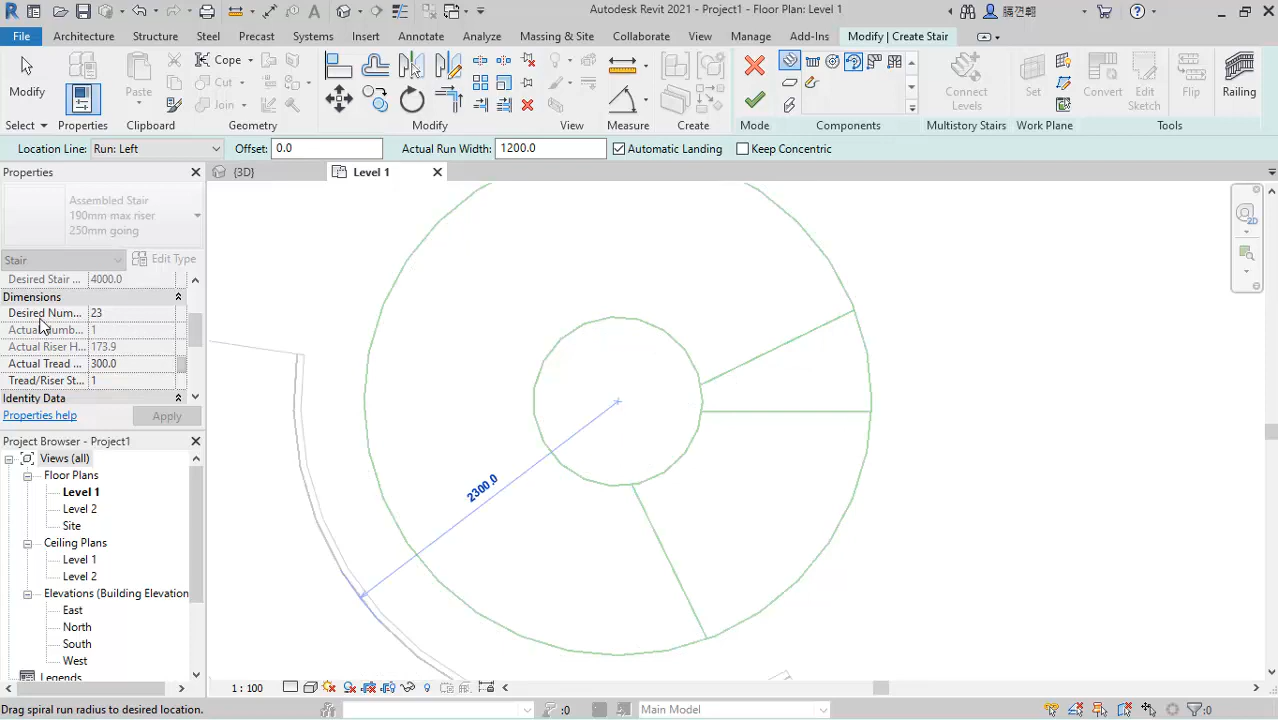 Autodesk Revit 2021 - Project1 - Floor Plan: Level 1
File Architecture Structure Steel Precast Systems Insert Annotate Analyze Massing & Site Collaborate View Manage Add-Ins Modify | Create Stair
Modify
Paste
Cope
Cut
Join
Connect Levels
Set
Edit Sketch
Convert
Flip
Railing
Select Properties Clipboard Geometry Modify View Measure Create Mode Components Multistory Stairs Work Plane Tools
Location Line: Run: Left Offset: 0.0 Actual Run Width: 1200.0 Automatic Landing Keep Concentric
Properties
{3D}
Level 1
Assembled Stair
190mm max riser
250mm going
Stair Edit Type
Desired Stair ... 4000.0
Dimensions
Desired Num... 23
Actual Numb... 1
Actual Riser H... 173.9
Actual Tread ... 300.0
Tread/Riser St... 1
Identity Data
Properties help Apply
Project Browser - Project1
Views (all)
Floor Plans
Level 1
Level 2
Site
Ceiling Plans
Level 1
Level 2
Elevations (Building Elevation
East
North
South
West
Legends
2300.0
1 : 100
Drag spiral run radius to desired location.
:0
Main Model
:0